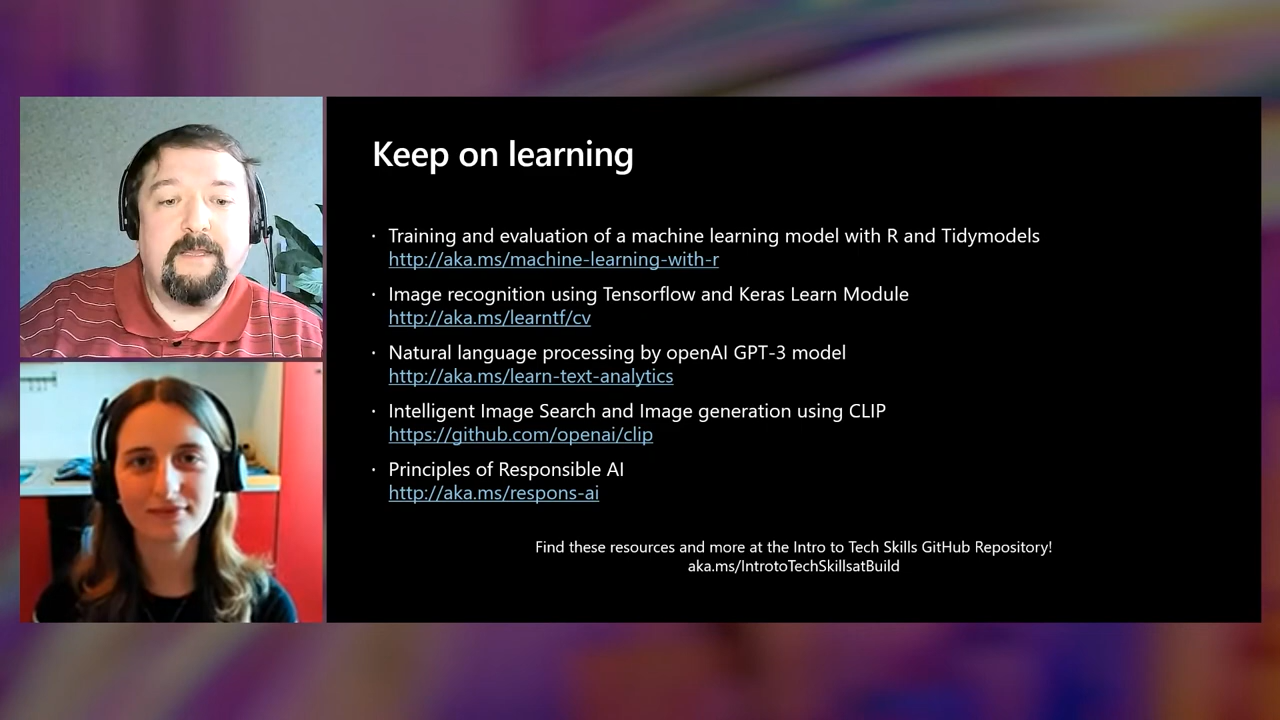 Keep on learning
· Training and evaluation of a machine learning model with R and Tidymodels
http://aka.ms/machine-learning-with-r
· Image recognition using Tensorflow and Keras Learn Module
http://aka.ms/learntf/cv
· Natural language processing by openAI GPT-3 model
http://aka.ms/learn-text-analytics
· Intelligent Image Search and Image generation using CLIP
https://github.com/openai/clip
· Principles of Responsible AI
http://aka.ms/respons-ai
Find these resources and more at the Intro to Tech Skills GitHub Repository!
aka.ms/IntrotoTechSkillsatBuild